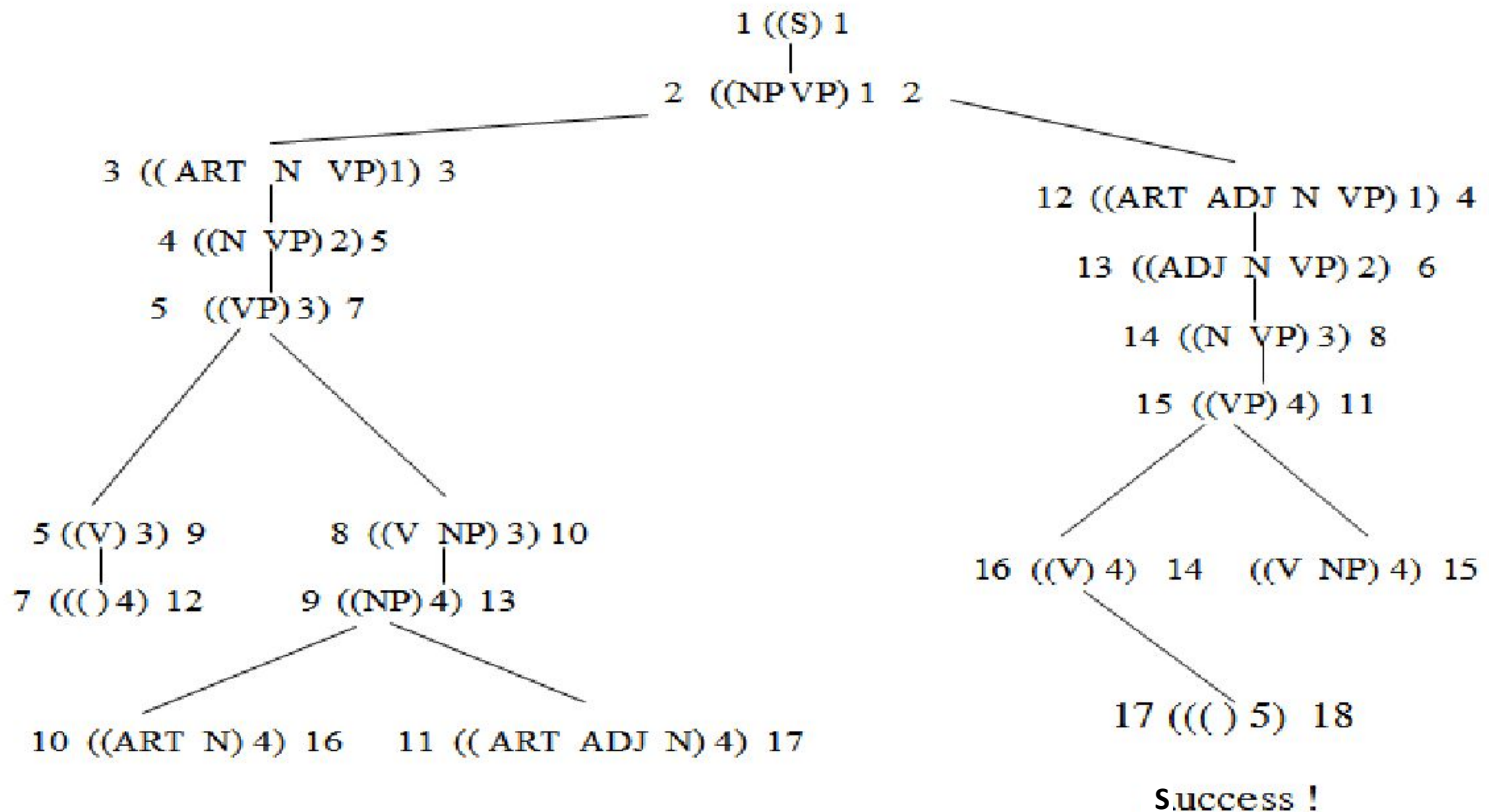 1 ((S) 1
2 ((NP VP) 1 2
3 (( ART N VP)1) 3
12 ((ART ADJ N VP) 1) 4
4 ((N VP) 2) 5
13 ((ADJ N VP) 2) 6
5 ((VP) 3) 7
14 ((N VP) 3) 8
15 ((VP) 4) 11
5 ((V) 3) 9
8 ((V NP) 3) 10
16 ((V) 4) 14
((V NP) 4) 15
7 ((( ) 4) 12
9 ((NP) 4) 13
10 ((ART N) 4) 16
11 (( ART ADJ N) 4) 17
17 ((( ) 5) 18
Success !